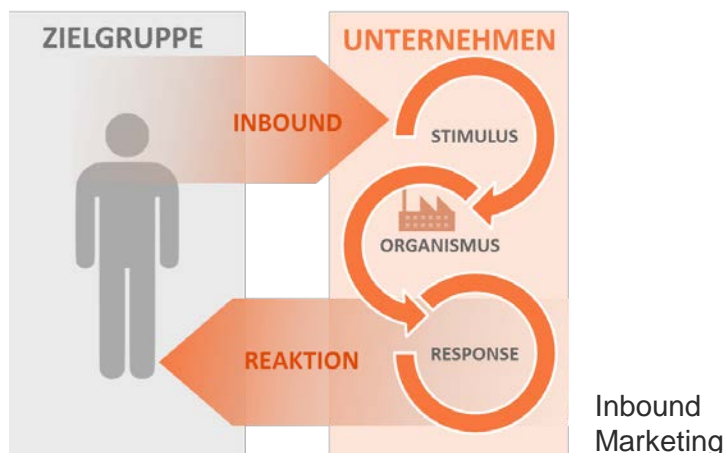 ZIELGRUPPE
UNTERNEHMEN
INBOUND
STIMULUS
ORGANISMUS
REAKTION
RESPONSE
Inbound
Marketing